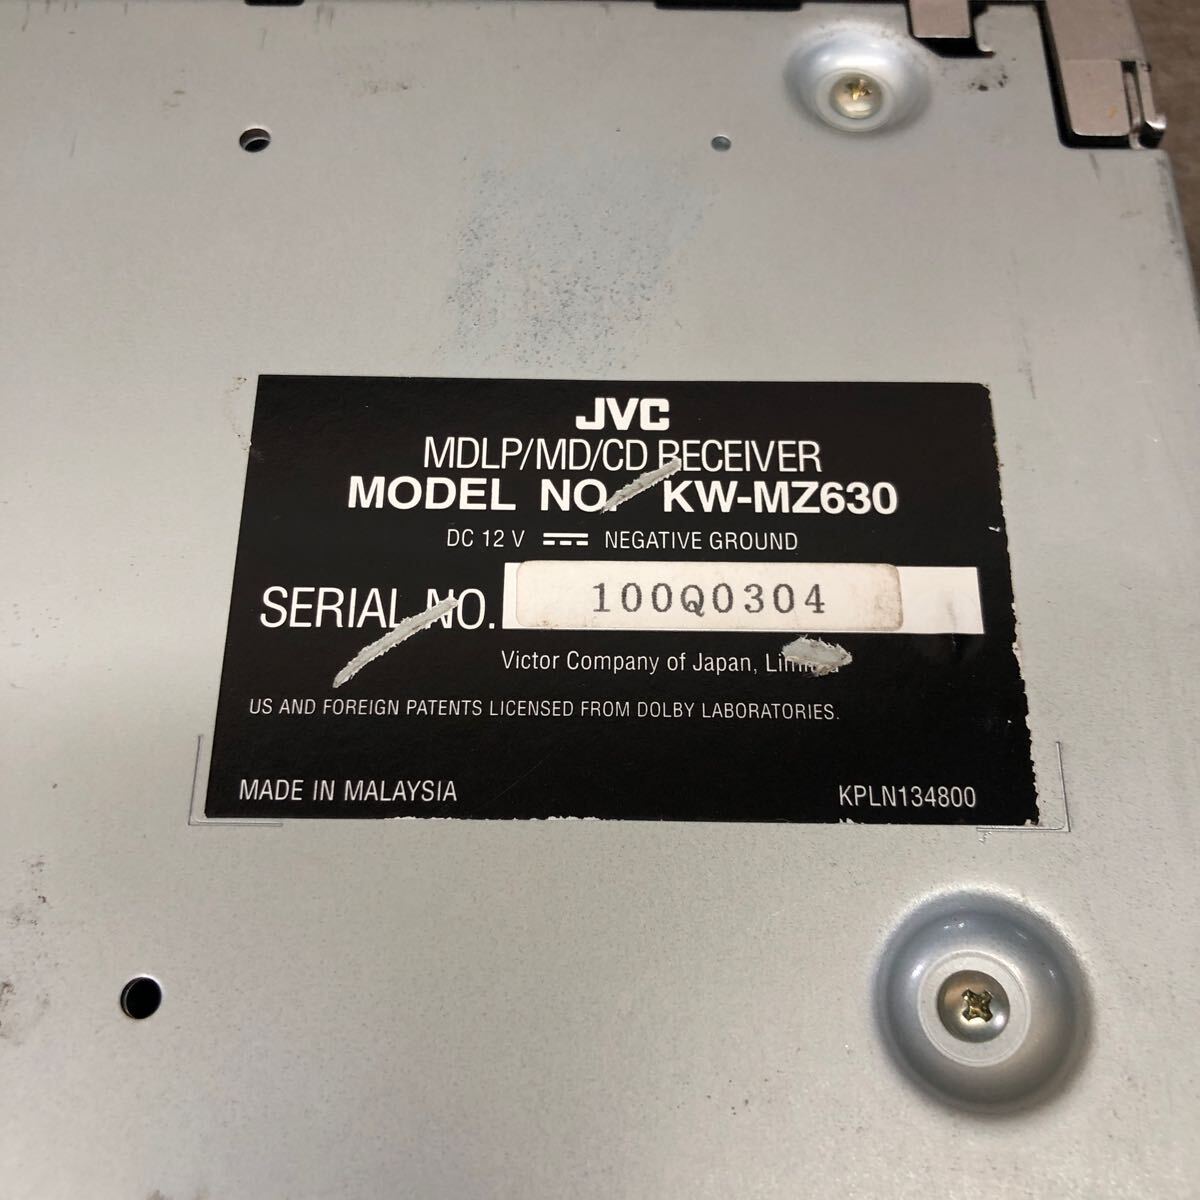 JVC
MDLP/MD/CD RECEIVER
MODEL NO. KW-MZ630
DC 12 V ⎓ NEGATIVE GROUND
SERIAL NO. 100Q0304
Victor Company of Japan, Limited
US AND FOREIGN PATENTS LICENSED FROM DOLBY LABORATORIES.
MADE IN MALAYSIA
KPLN134800